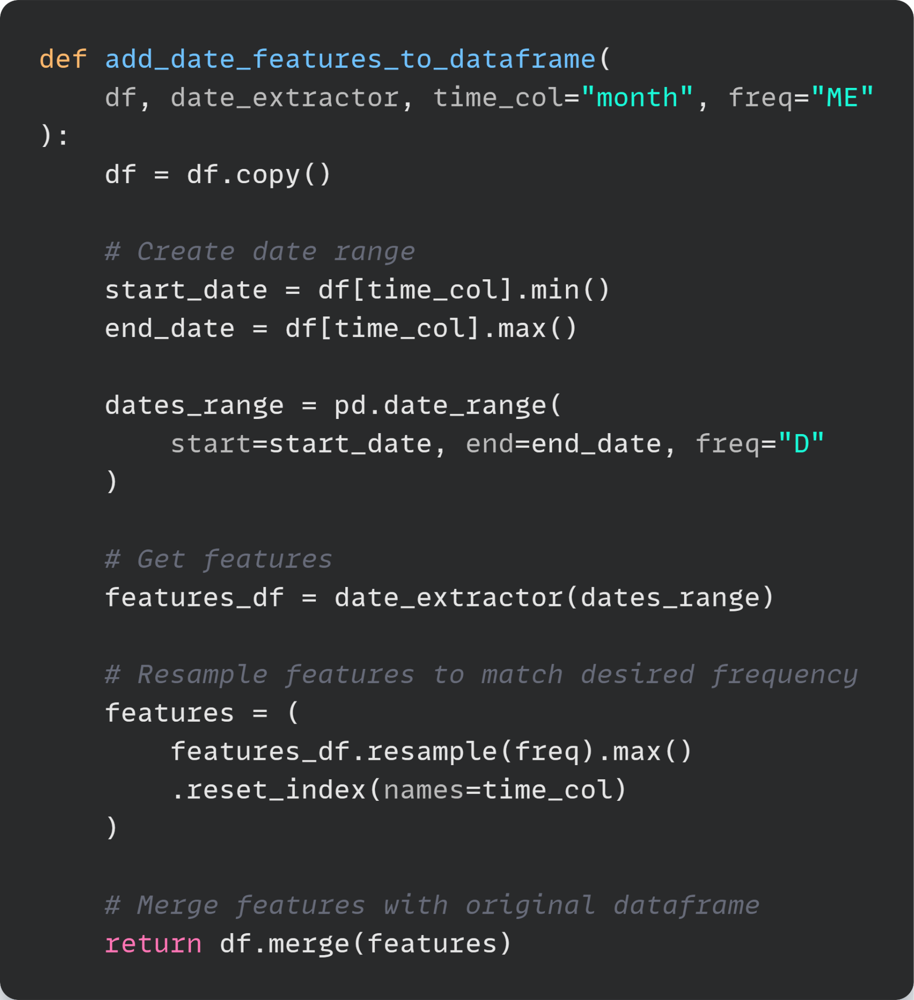 def add_date_features_to_dataframe(
    df, date_extractor, time_col="month", freq="ME"
):
    df = df.copy()

    # Create date range
    start_date = df[time_col].min()
    end_date = df[time_col].max()

    dates_range = pd.date_range(
        start=start_date, end=end_date, freq="D"
    )

    # Get features
    features_df = date_extractor(dates_range)

    # Resample features to match desired frequency
    features = (
        features_df.resample(freq).max()
        .reset_index(names=time_col)
    )

    # Merge features with original dataframe
    return df.merge(features)